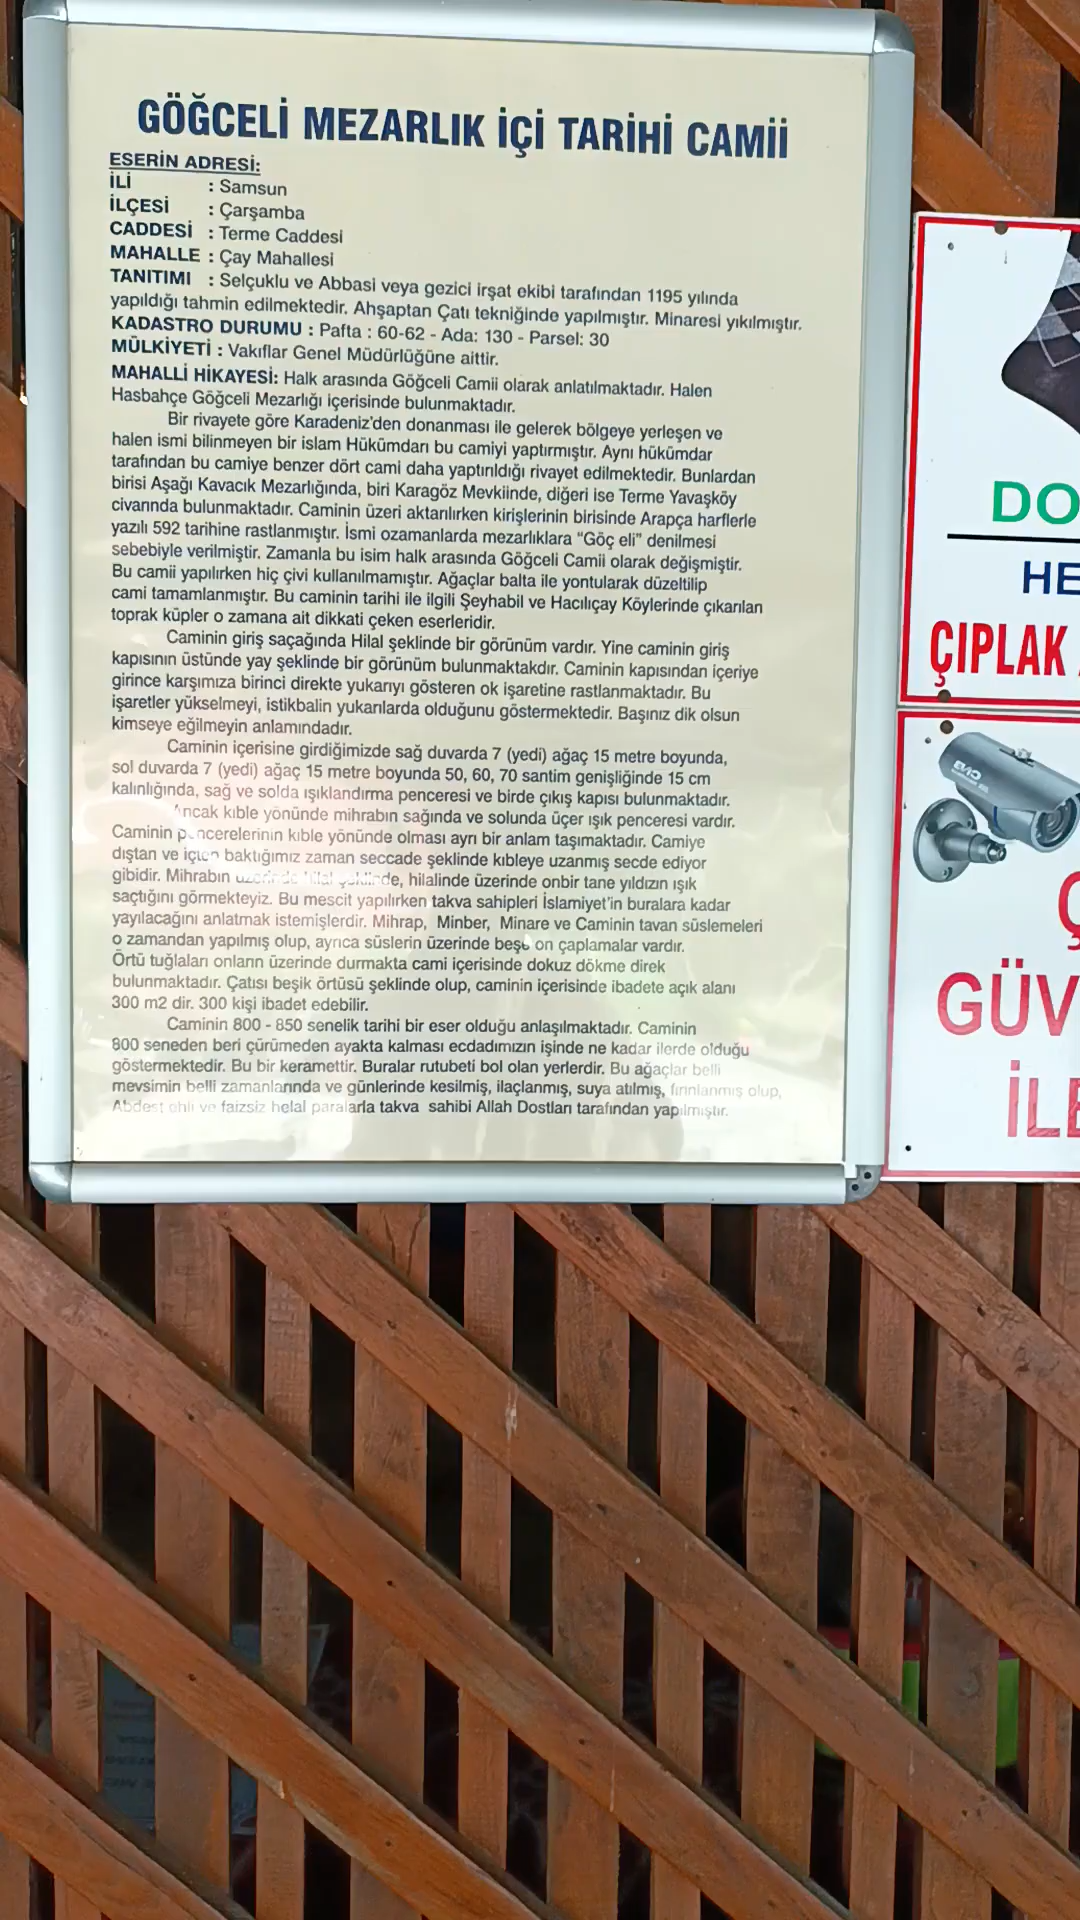 GÖĞCELİ MEZARLIK İÇİ TARİHİ CAMİİ
ESERİN ADRESİ:
İLİ : Samsun
İLÇESİ : Çarşamba
CADDESİ : Terme Caddesi
MAHALLE : Çay Mahallesi
TANITIMI : Selçuklu ve Abbasi veya gezici irşat ekibi tarafından 1195 yılında
yapıldığı tahmin edilmektedir. Ahşaptan Çatı tekniğinde yapılmıştır. Minaresi yıkılmıştır.
KADASTRO DURUMU : Pafta : 60-62 - Ada: 130 - Parsel: 30
MÜLKİYETİ : Vakıflar Genel Müdürlüğüne aittir.
MAHALLİ HİKAYESİ: Halk arasında Göğceli Camii olarak anlatılmaktadır. Halen
Hasbahçe Göğceli Mezarlığı içerisinde bulunmaktadır.
Bir rivayete göre Karadeniz'den donanması ile gelerek bölgeye yerleşen ve
halen ismi bilinmeyen bir islam Hükümdarı bu camiyi yaptırmıştır. Aynı hükümdar
tarafından bu camiye benzer dört cami daha yaptırıldığı rivayet edilmektedir. Bunlardan
birisi Aşağı Kavacık Mezarlığında, biri Karagöz Mevkiinde, diğeri ise Terme Yavaşköy
civarında bulunmaktadır. Caminin üzeri aktarılırken kirişlerinin birisinde Arapça harflerle
yazılı 592 tarihine rastlanmıştır. İsmi ozamanlarda mezarlıklara "Göç eli" denilmesi
sebebiyle verilmiştir. Zamanla bu isim halk arasında Göğceli Camii olarak değişmiştir.
Bu camii yapılırken hiç çivi kullanılmamıştır. Ağaçlar balta ile yontularak düzeltilip
cami tamamlanmıştır. Bu caminin tarihi ile ilgili Şeyhabil ve Hacılıçay Köylerinde çıkarılan
toprak küpler o zamana ait dikkati çeken eserleridir.
Caminin giriş saçağında Hilal şeklinde bir görünüm vardır. Yine caminin giriş
kapısının üstünde yay şeklinde bir görünüm bulunmaktakdır. Caminin kapısından içeriye
girince karşımıza birinci direkte yukarıyı gösteren ok işaretine rastlanmaktadır. Bu
işaretler yükselmeyi, istikbalin yukarılarda olduğunu göstermektedir. Başınız dik olsun
kimseye eğilmeyin anlamındadır.
Caminin içerisine girdiğimizde sağ duvarda 7 (yedi) ağaç 15 metre boyunda,
sol duvarda 7 (yedi) ağaç 15 metre boyunda 50, 60, 70 santim genişliğinde 15 cm
kalınlığında, sağ ve solda ışıklandırma penceresi ve birde çıkış kapısı bulunmaktadır.
Ancak kıble yönünde mihrabın sağında ve solunda üçer ışık penceresi vardır.
Caminin pencerelerinin kıble yönünde olması ayrı bir anlam taşımaktadır. Camiye
dıştan ve içten baktığımız zaman seccade şeklinde kıbleye uzanmış secde ediyor
gibidir. Mihrabın üzerinde Hilal şeklinde, hilalinde üzerinde onbir tane yıldızın ışık
saçtığını görmekteyiz. Bu mescit yapılırken takva sahipleri İslamiyet'in buralara kadar
yayılacağını anlatmak istemişlerdir. Mihrap, Minber, Minare ve Caminin tavan süslemeleri
o zamandan yapılmış olup, ayrıca süslerin üzerinde beşe on çaplamalar vardır.
Örtü tuğlaları onların üzerinde durmakta cami içerisinde dokuz dökme direk
bulunmaktadır. Çatısı beşik örtüsü şeklinde olup, caminin içerisinde ibadete açık alanı
300 m2 dir. 300 kişi ibadet edebilir.
Caminin 800 - 850 senelik tarihi bir eser olduğu anlaşılmaktadır. Caminin
800 seneden beri çürümeden ayakta kalması ecdadımızın işinde ne kadar ilerde olduğu
göstermektedir. Bu bir keramettir. Buralar rutubeti bol olan yerlerdir. Bu ağaçlar belli
mevsimin belli zamanlarında ve günlerinde kesilmiş, ilaçlanmış, suya atılmış, fırınlanmış olup,
Abdest ehli ve faizsiz helal paralarla takva sahibi Allah Dostları tarafından yapılmıştır.
DO
HE
ÇIPLAK
Ç
GÜV
İLE